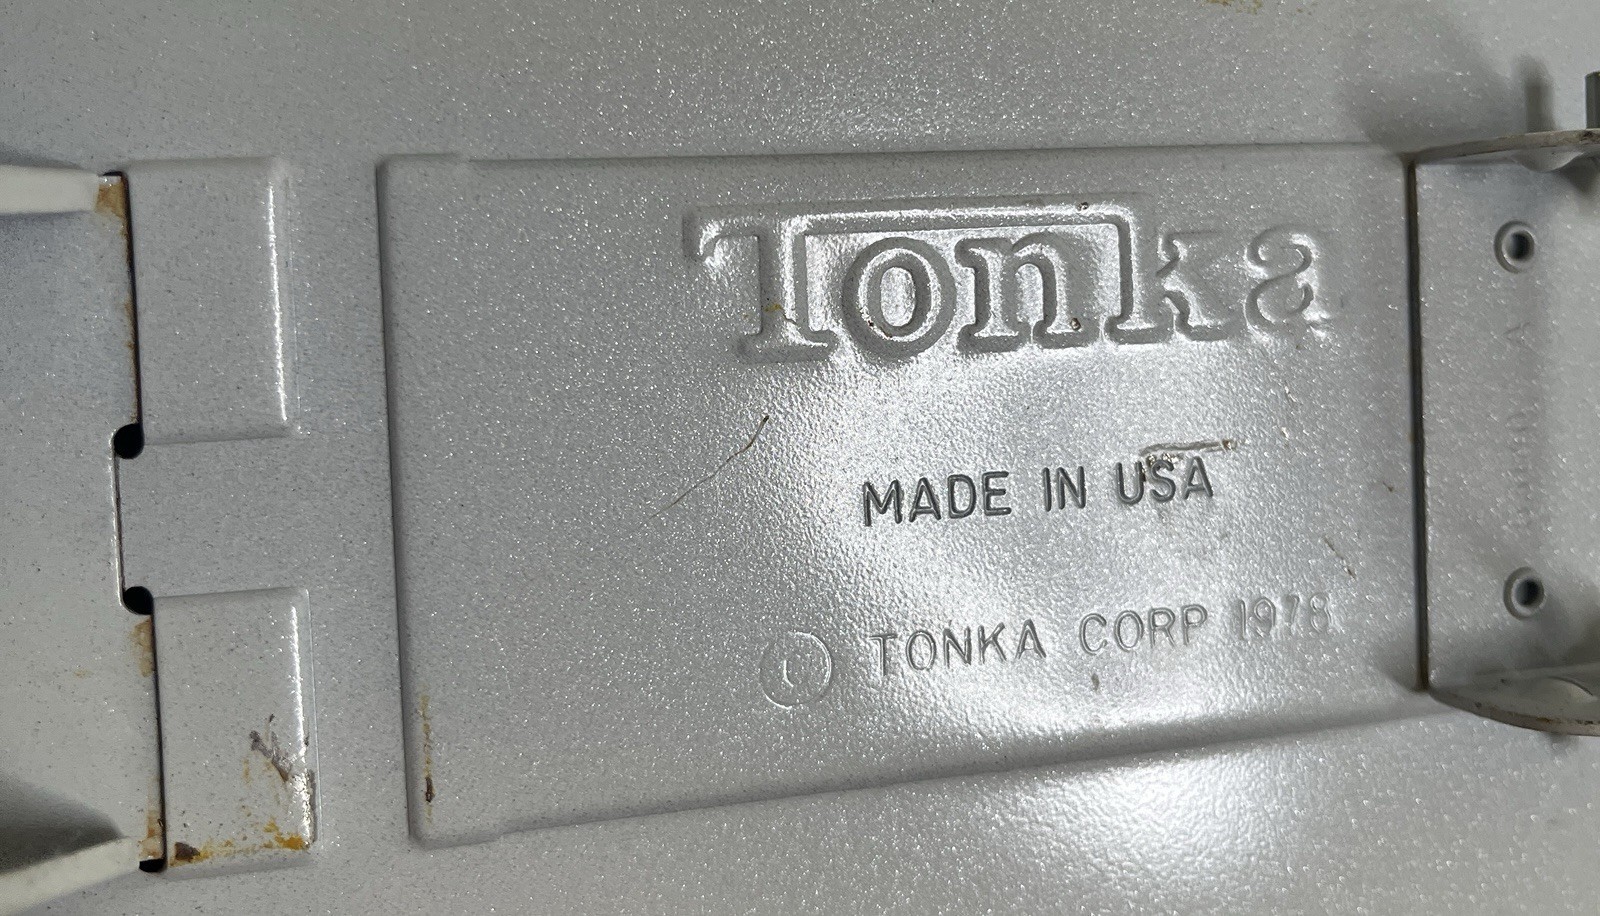 Tonka
MADE IN USA
© TONKA CORP 1978